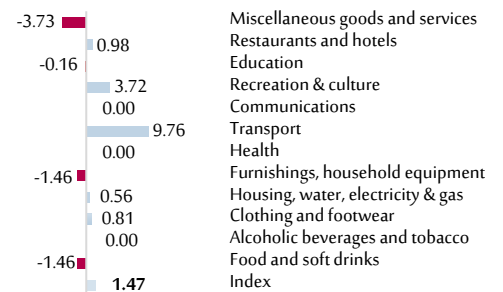 -3.73 Miscellaneous goods and services
0.98 Restaurants and hotels
-0.16 Education
3.72 Recreation & culture
0.00 Communications
9.76 Transport
0.00 Health
-1.46 Furnishings, household equipment
0.56 Housing, water, electricity & gas
0.81 Clothing and footwear
0.00 Alcoholic beverages and tobacco
-1.46 Food and soft drinks
1.47 Index